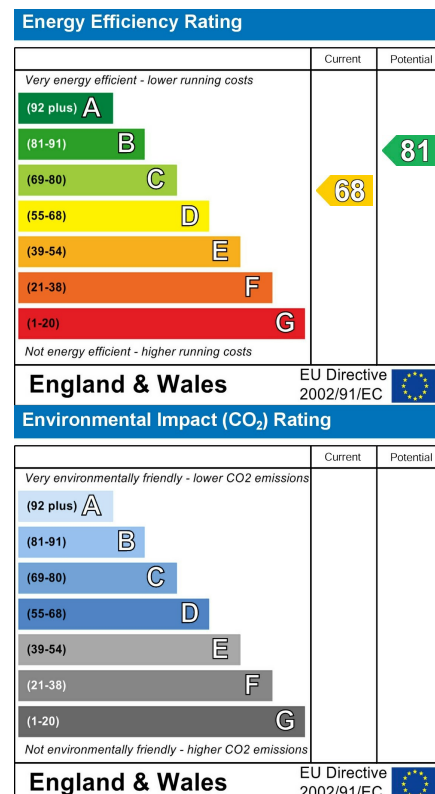 Energy Efficiency Rating
Current Potential
Very energy efficient - lower running costs
(92 plus) A
(81-91) B
81
(69-80) C
68
(55-68) D
(39-54) E
(21-38) F
(1-20) G
Not energy efficient - higher running costs
England & Wales
EU Directive
2002/91/EC
Environmental Impact (CO₂) Rating
Current Potential
Very environmentally friendly - lower CO2 emissions
(92 plus) A
(81-91) B
(69-80) C
(55-68) D
(39-54) E
(21-38) F
(1-20) G
Not environmentally friendly - higher CO2 emissions
England & Wales
EU Directive
2002/91/EC